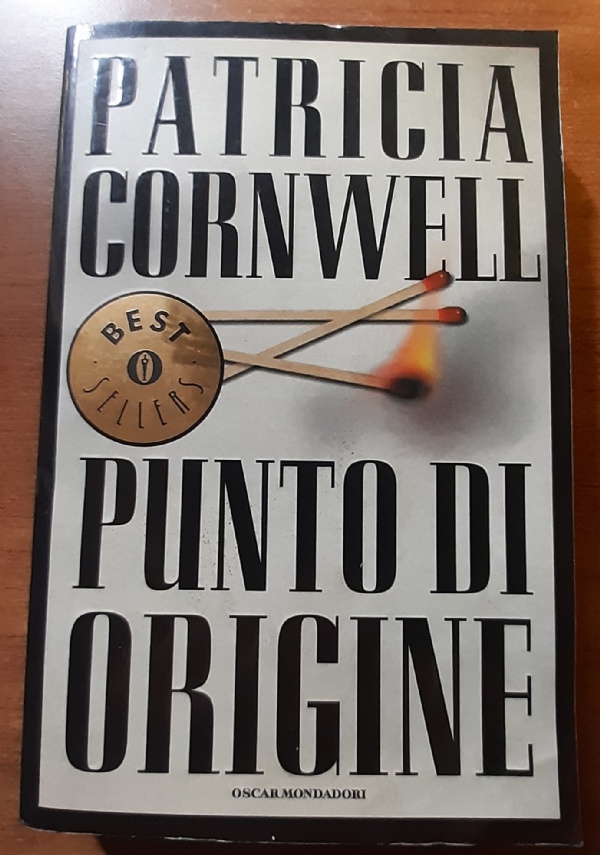 PATRICIA
CORNWELL
BEST
SELLERS
PUNTO DI
ORIGINE
OSCAR MONDADORI